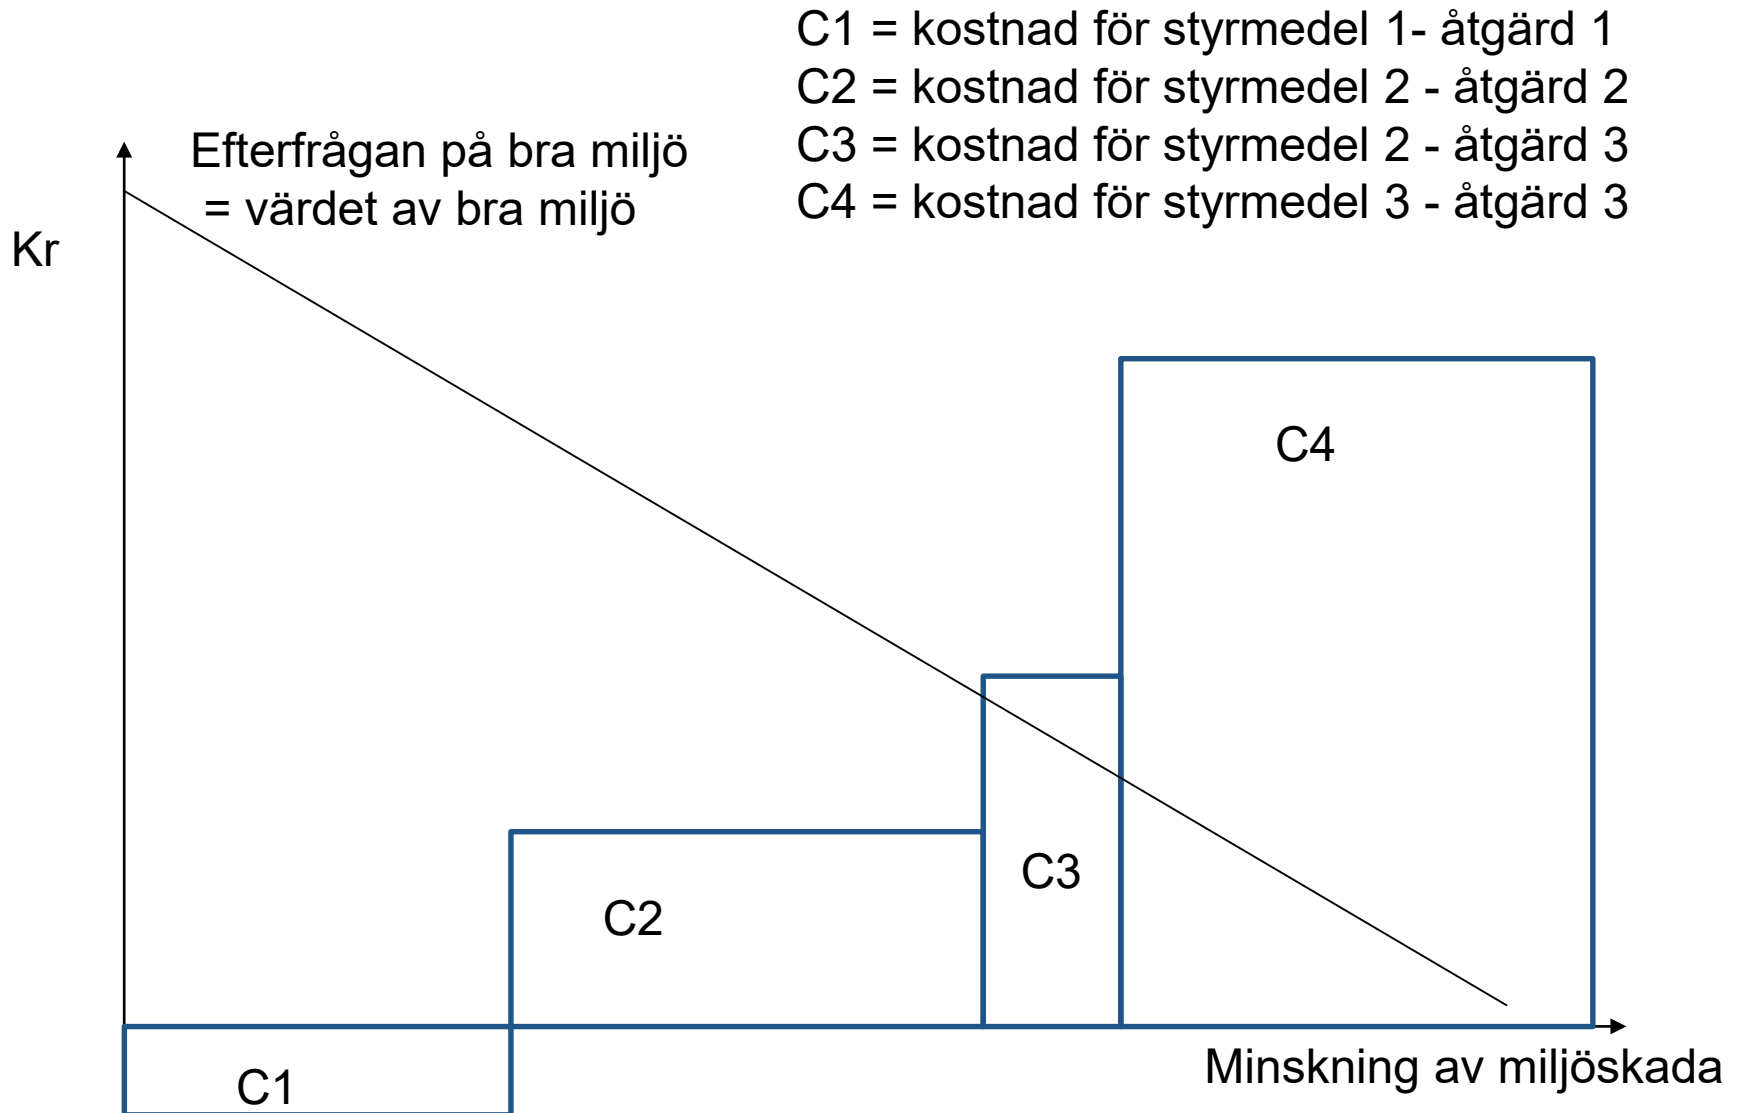 C1 = kostnad för styrmedel 1- åtgärd 1
C2 = kostnad för styrmedel 2 - åtgärd 2
C3 = kostnad för styrmedel 2 - åtgärd 3
C4 = kostnad för styrmedel 3 - åtgärd 3
Efterfrågan på bra miljö
= värdet av bra miljö
Kr
C4
C3
C2
C1
Minskning av miljöskada